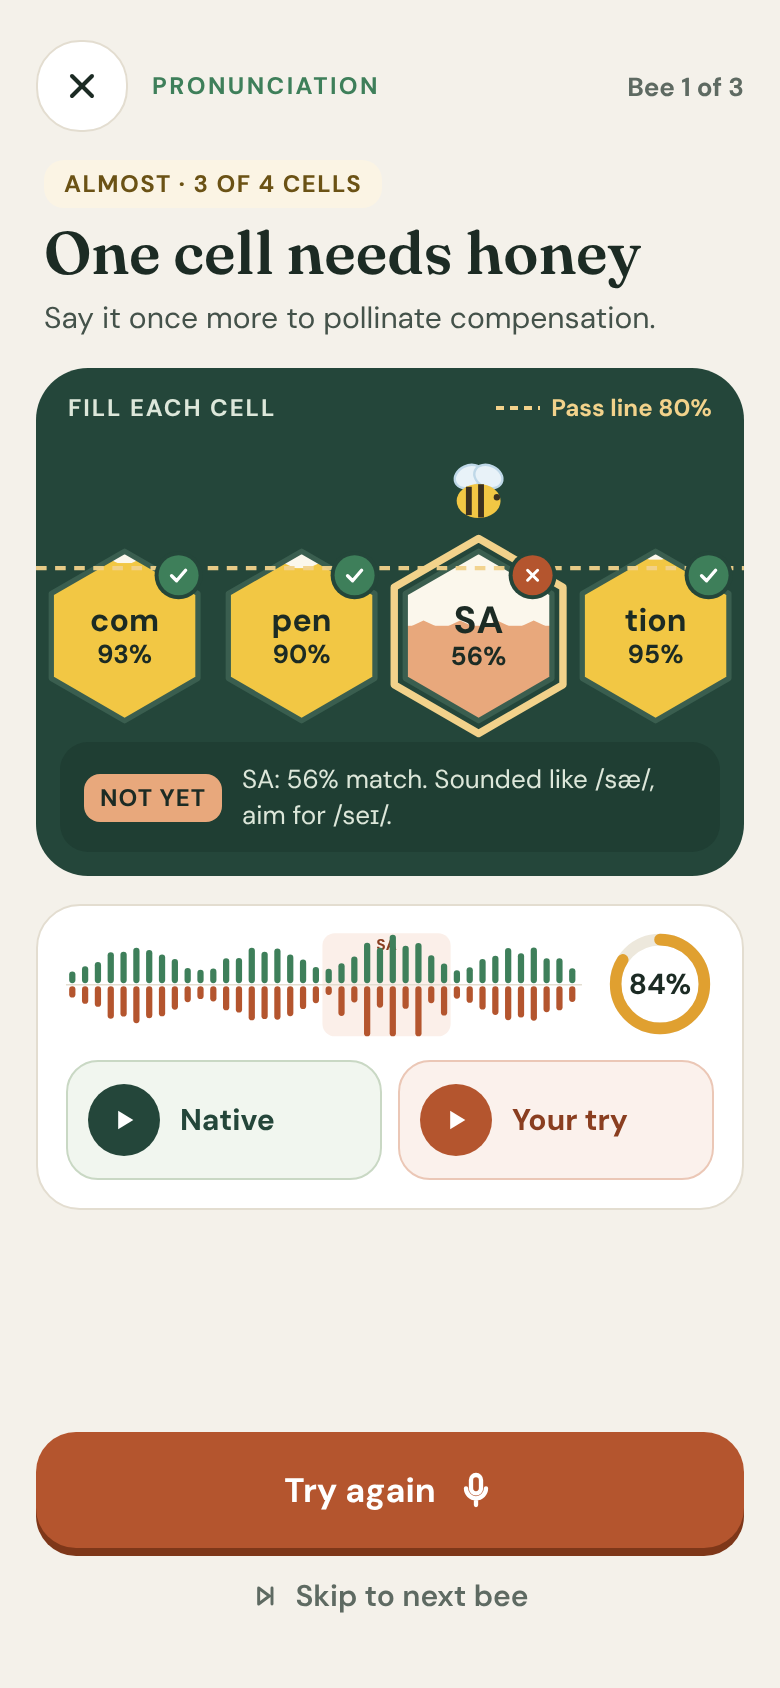 PRONUNCIATION
Bee 1 of 3
ALMOST · 3 OF 4 CELLS
One cell needs honey
Say it once more to pollinate compensation.
FILL EACH CELL
Pass line 80%
com
93%
pen
90%
SA
56%
tion
95%
NOT YET
SA: 56% match. Sounded like /sæ/,
aim for /seɪ/.
SA
84%
Native
Your try
Try again
Skip to next bee